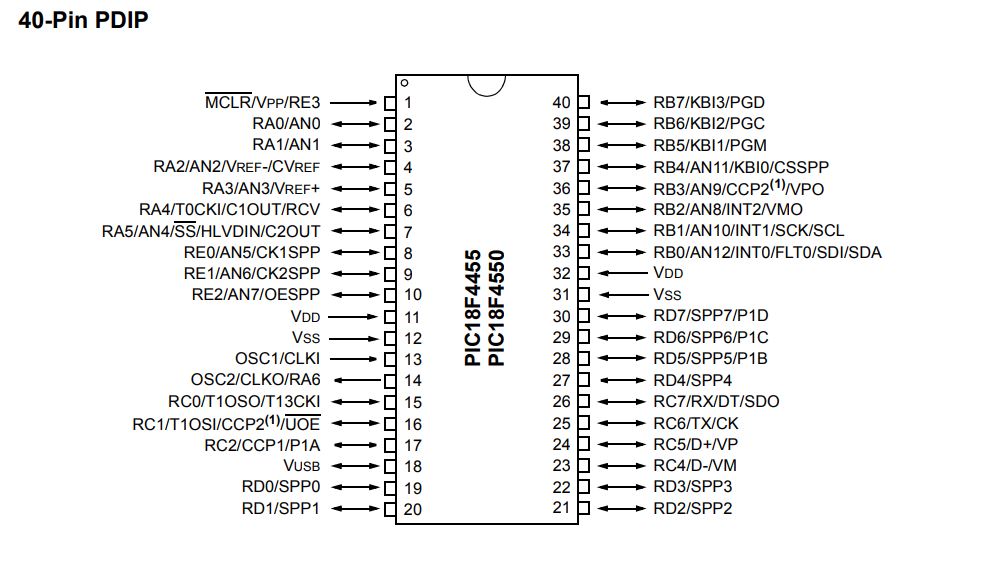 40-Pin PDIP
MCLR/VPP/RE3 1 40 RB7/KBI3/PGD
RA0/AN0 2 39 RB6/KBI2/PGC
RA1/AN1 3 38 RB5/KBI1/PGM
RA2/AN2/VREF-/CVREF 4 37 RB4/AN11/KBI0/CSSPP
RA3/AN3/VREF+ 5 36 RB3/AN9/CCP2(1)/VPO
RA4/T0CKI/C1OUT/RCV 6 35 RB2/AN8/INT2/VMO
RA5/AN4/SS/HLVDIN/C2OUT 7 34 RB1/AN10/INT1/SCK/SCL
RE0/AN5/CK1SPP 8 33 RB0/AN12/INT0/FLT0/SDI/SDA
RE1/AN6/CK2SPP 9 32 VDD
RE2/AN7/OESPP 10 31 VSS
VDD 11 30 RD7/SPP7/P1D
VSS 12 29 RD6/SPP6/P1C
OSC1/CLKI 13 28 RD5/SPP5/P1B
OSC2/CLKO/RA6 14 27 RD4/SPP4
RC0/T1OSO/T13CKI 15 26 RC7/RX/DT/SDO
RC1/T1OSI/CCP2(1)/UOE 16 25 RC6/TX/CK
RC2/CCP1/P1A 17 24 RC5/D+/VP
VUSB 18 23 RC4/D-/VM
RD0/SPP0 19 22 RD3/SPP3
RD1/SPP1 20 21 RD2/SPP2
PIC18F4455
PIC18F4550